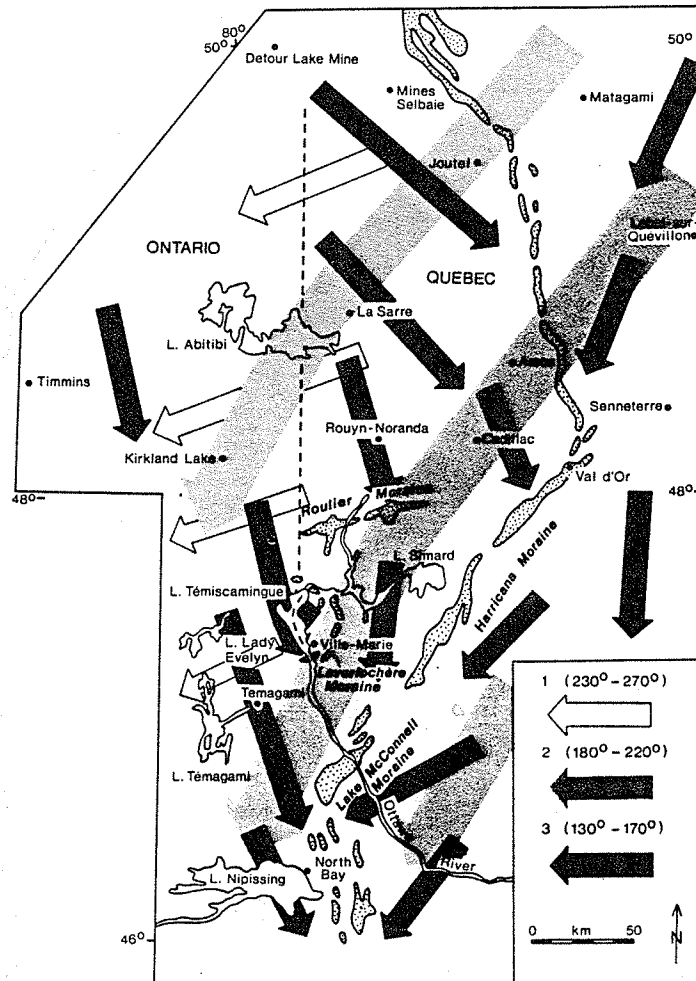 80°
50°
50°
Detour Lake Mine
Mines
Selbaie
Matagami
Joutel
ONTARIO
QUEBEC
Lebel-sur-
Quévillon
L. Abitibi
La Sarre
Amos
Timmins
Senneterre
Rouyn-Noranda
Cadillac
Kirkland Lake
Val d'Or
48°
48°
Roulier
Moraine
L. Simard
Harricana Moraine
L. Témiscamingue
L. Lady
Evelyn
Ville-Marie
Laverlochère
Moraine
Temagami
L. Témagami
Lake McConnell
Moraine
Ottawa
River
North
Bay
L. Nipissing
46°
1 (230°-270°)
2 (180°-220°)
3 (130°-170°)
0 km 50
N